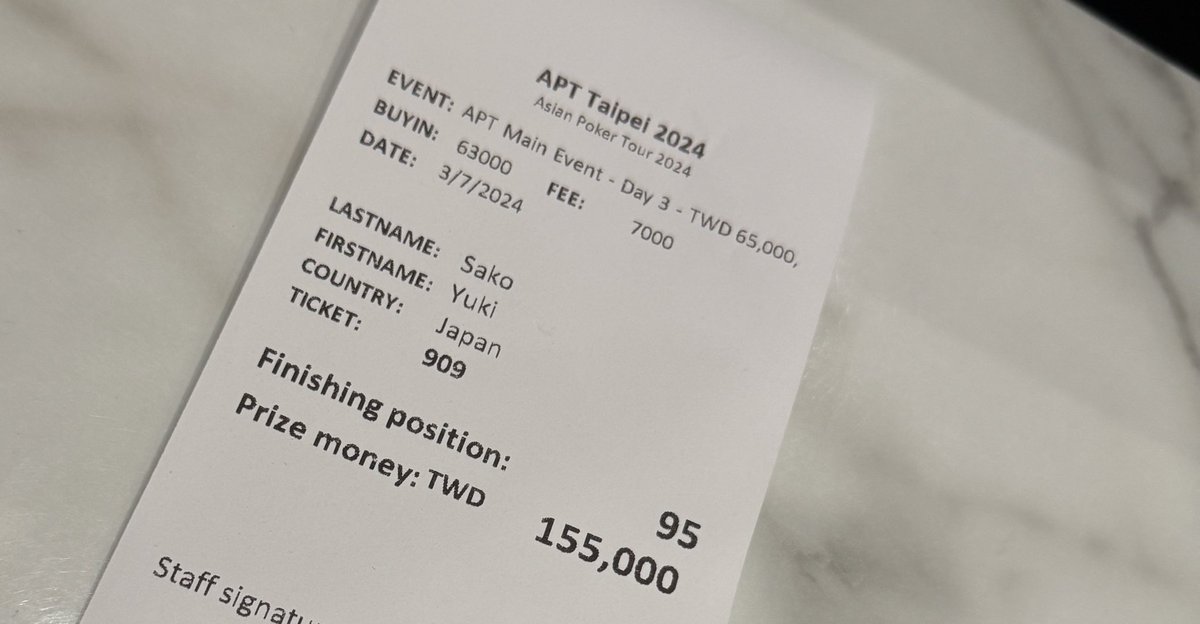 APT Taipei 2024
Asian Poker Tour 2024
EVENT: APT Main Event - Day 3 - TWD 65,000,
BUYIN: 63000 FEE: 7000
DATE: 3/7/2024
LASTNAME: Sako
FIRSTNAME: Yuki
COUNTRY: Japan
TICKET: 909
Finishing position: 95
Prize money: TWD 155,000
Staff signatu